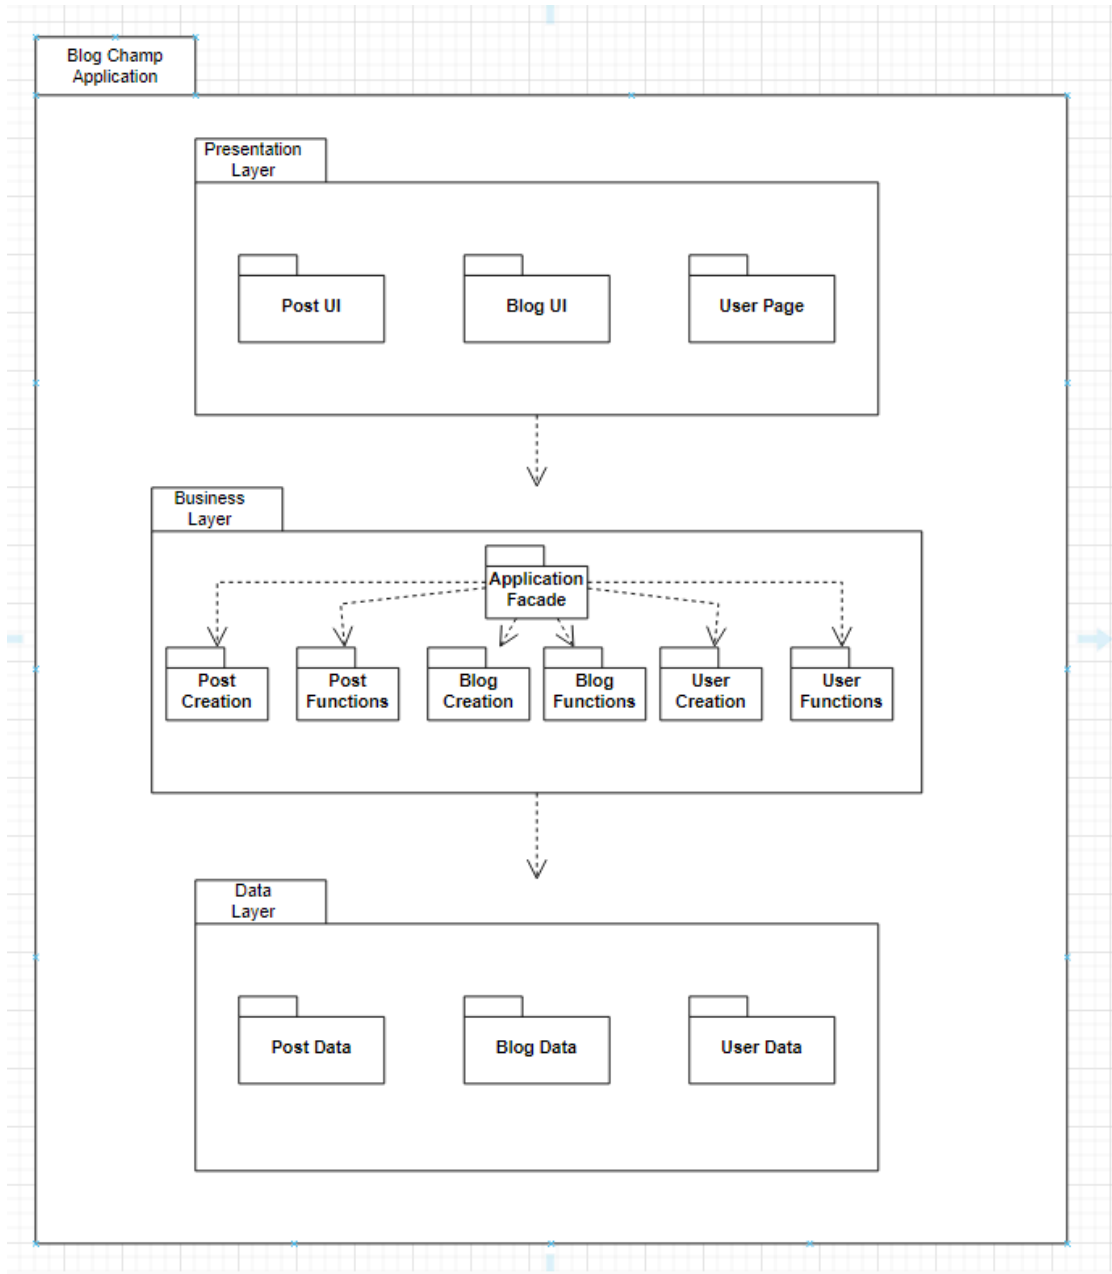 Blog Champ
Application
Presentation
Layer
Post UI
Blog UI
User Page
Business
Layer
Application
Facade
Post
Creation
Post
Functions
Blog
Creation
Blog
Functions
User
Creation
User
Functions
Data
Layer
Post Data
Blog Data
User Data